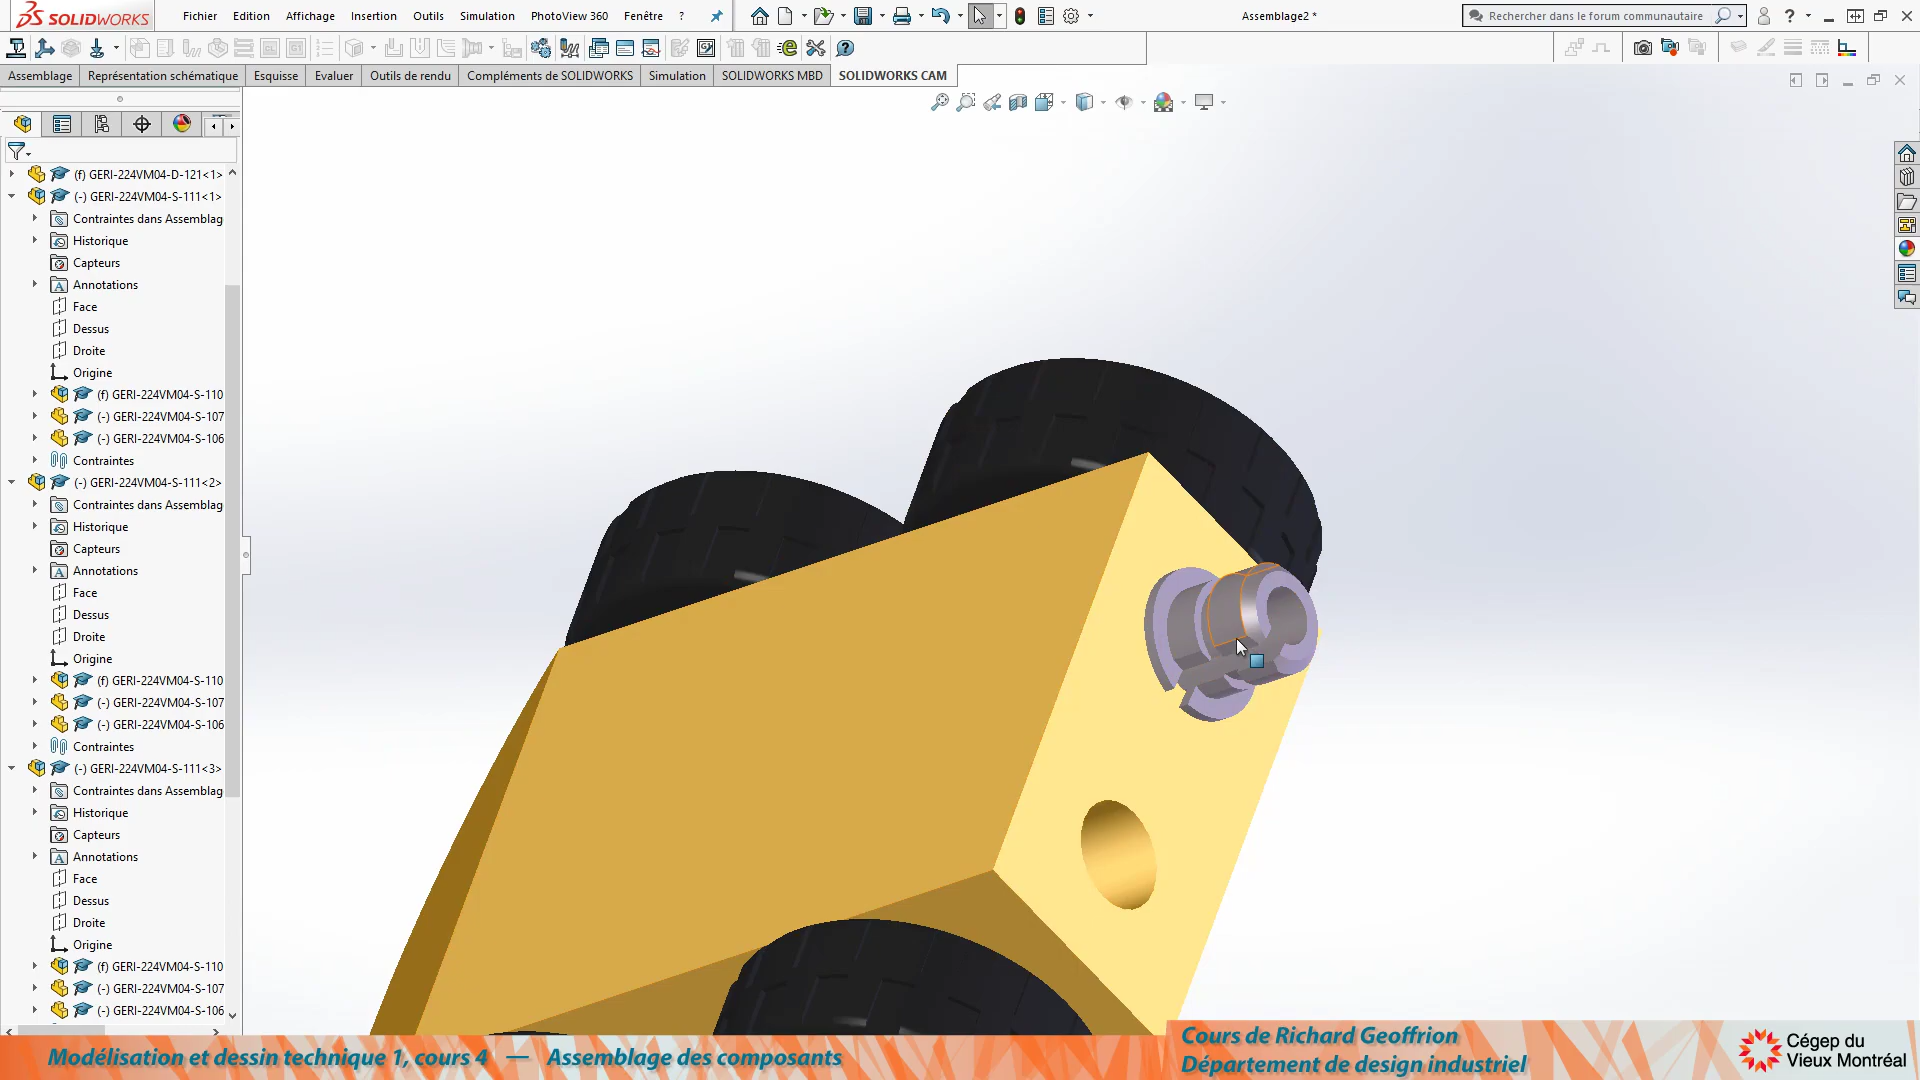 SOLIDWORKS
Fichier Edition Affichage Insertion Outils Simulation PhotoView 360 Fenêtre ?
Assemblage2 *
Rechercher dans le forum communautaire
Assemblage Représentation schématique Esquisse Evaluer Outils de rendu Compléments de SOLIDWORKS Simulation SOLIDWORKS MBD SOLIDWORKS CAM
(f) GERI-224VM04-D-121<1>
(-) GERI-224VM04-S-111<1>
Contraintes dans Assemblag
Historique
Capteurs
Annotations
Face
Dessus
Droite
Origine
(f) GERI-224VM04-S-110
(-) GERI-224VM04-S-107
(-) GERI-224VM04-S-106
Contraintes
(-) GERI-224VM04-S-111<2>
Contraintes dans Assemblag
Historique
Capteurs
Annotations
Face
Dessus
Droite
Origine
(f) GERI-224VM04-S-110
(-) GERI-224VM04-S-107
(-) GERI-224VM04-S-106
Contraintes
(-) GERI-224VM04-S-111<3>
Contraintes dans Assemblag
Historique
Capteurs
Annotations
Face
Dessus
Droite
Origine
(f) GERI-224VM04-S-110
(-) GERI-224VM04-S-107
(-) GERI-224VM04-S-106
Modélisation et dessin technique 1, cours 4 — Assemblage des composants
Cours de Richard Geoffrion
Département de design industriel
Cégep du
Vieux Montréal